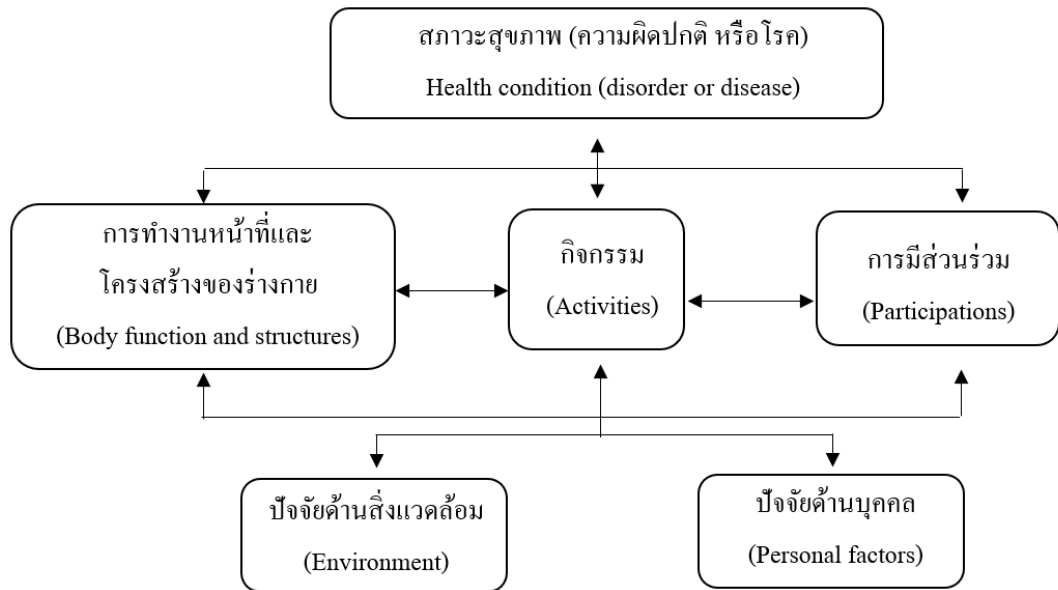 สภาวะสุขภาพ (ความผิดปกติ หรือโรค)
Health condition (disorder or disease)
การทำงานหน้าที่และ
โครงสร้างของร่างกาย
(Body function and structures)
กิจกรรม
(Activities)
การมีส่วนร่วม
(Participations)
ปัจจัยด้านสิ่งแวดล้อม
(Environment)
ปัจจัยด้านบุคคล
(Personal factors)